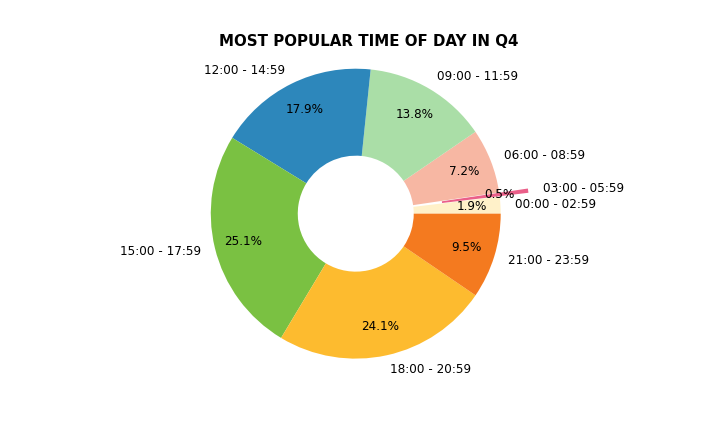 MOST POPULAR TIME OF DAY IN Q4
12:00 - 14:59
09:00 - 11:59
17.9%
13.8%
06:00 - 08:59
7.2%
03:00 - 05:59
0.5%
00:00 - 02:59
1.9%
15:00 - 17:59
25.1%
9.5%
21:00 - 23:59
24.1%
18:00 - 20:59